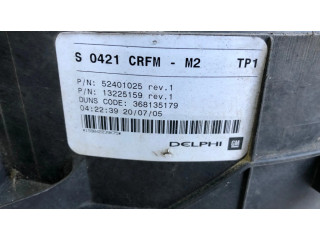 S 0421 CRFM - M2 TP1
P/N: 52401025 rev.1
P/N: 13225159 rev.1
DUNS CODE: 368135179
04:22:39 20/07/05
DELPHI GM